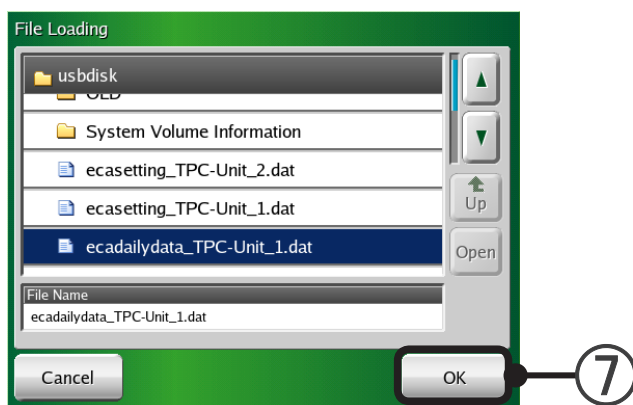 File Loading
usbdisk
OLD
System Volume Information
ecasetting_TPC-Unit_2.dat
ecasetting_TPC-Unit_1.dat
Up
ecadailydata_TPC-Unit_1.dat
Open
File Name
ecadailydata_TPC-Unit_1.dat
Cancel
OK
7